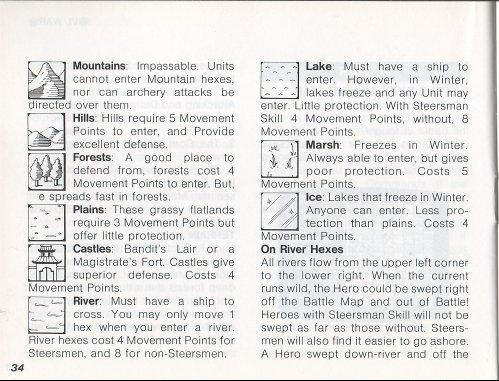 Mountains: Impassable. Units
cannot enter Mountain hexes,
nor can archery attacks be
directed over them.
Hills: Hills require 5 Movement
Points to enter, and Provide
excellent defense.
Forests: A good place to
defend from, forests cost 4
Movement Points to enter. But,
e spreads fast in forests.
Plains: These grassy flatlands
require 3 Movement Points but
offer little protection.
Castles: Bandit's Lair or a
Magistrate's Fort. Castles give
superior defense. Costs 4
Movement Points.
River: Must have a ship to
cross. You may only move 1
hex when you enter a river.
River hexes cost 4 Movement Points for
Steersmen, and 8 for non-Steersmen.
34
Lake: Must have a ship to
enter. However, in Winter,
lakes freeze and any Unit may
enter. Little protection. With Steersman
Skill 4 Movement Points, without, 8
Movement Points.
Marsh: Freezes in Winter.
Always able to enter, but gives
poor protection. Costs 5
Movement Points.
Ice: Lakes that freeze in Winter.
Anyone can enter. Less pro-
tection than plains. Costs 4
Movement Points.
On River Hexes
All rivers flow from the upper left corner
to the lower right. When the current
runs wild, the Hero could be swept right
off the Battle Map and out of Battle!
Heroes with Steersman Skill will not be
swept as far as those without. Steers-
men will also find it easier to go ashore.
A Hero swept down-river and off the